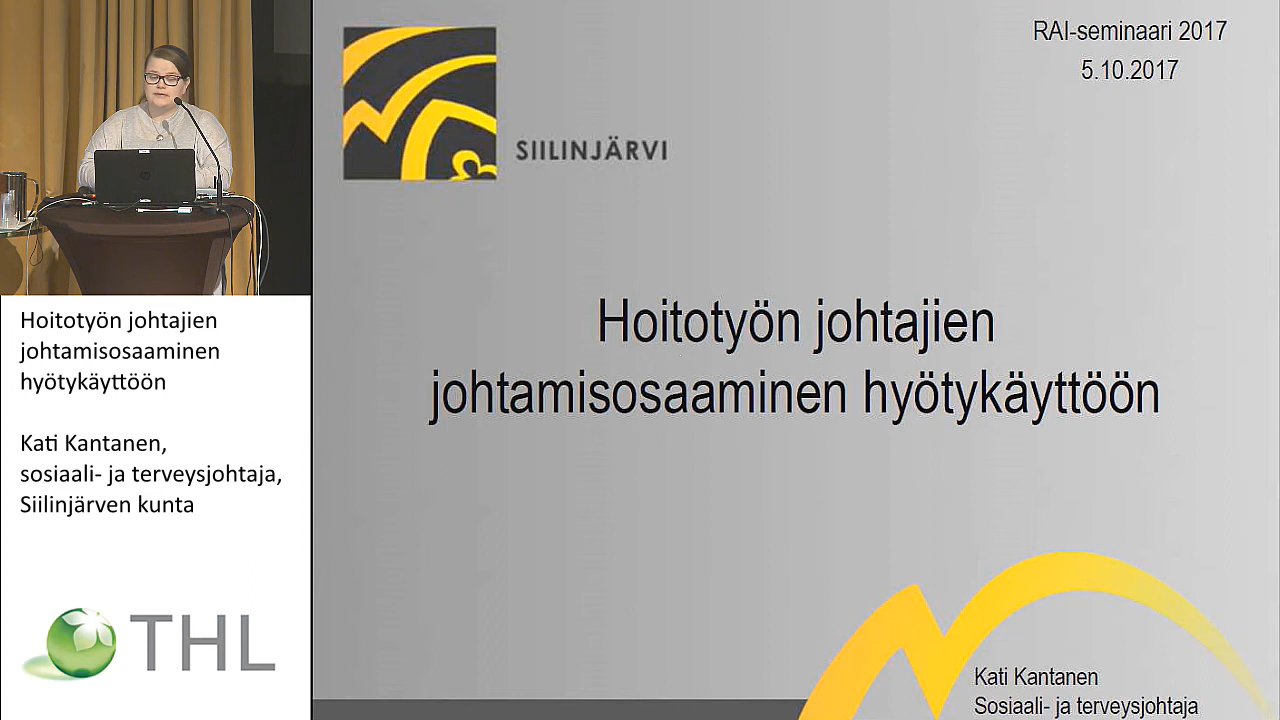 Hoitotyön johtajien
johtamisosaaminen
hyötykäyttöön
Kati Kantanen,
sosiaali- ja terveysjohtaja,
Siilinjärven kunta
THL
RAI-seminaari 2017
5.10.2017
SIILINJÄRVI
Hoitotyön johtajien
johtamisosaaminen hyötykäyttöön
Kati Kantanen
Sosiaali- ja terveysjohtaja